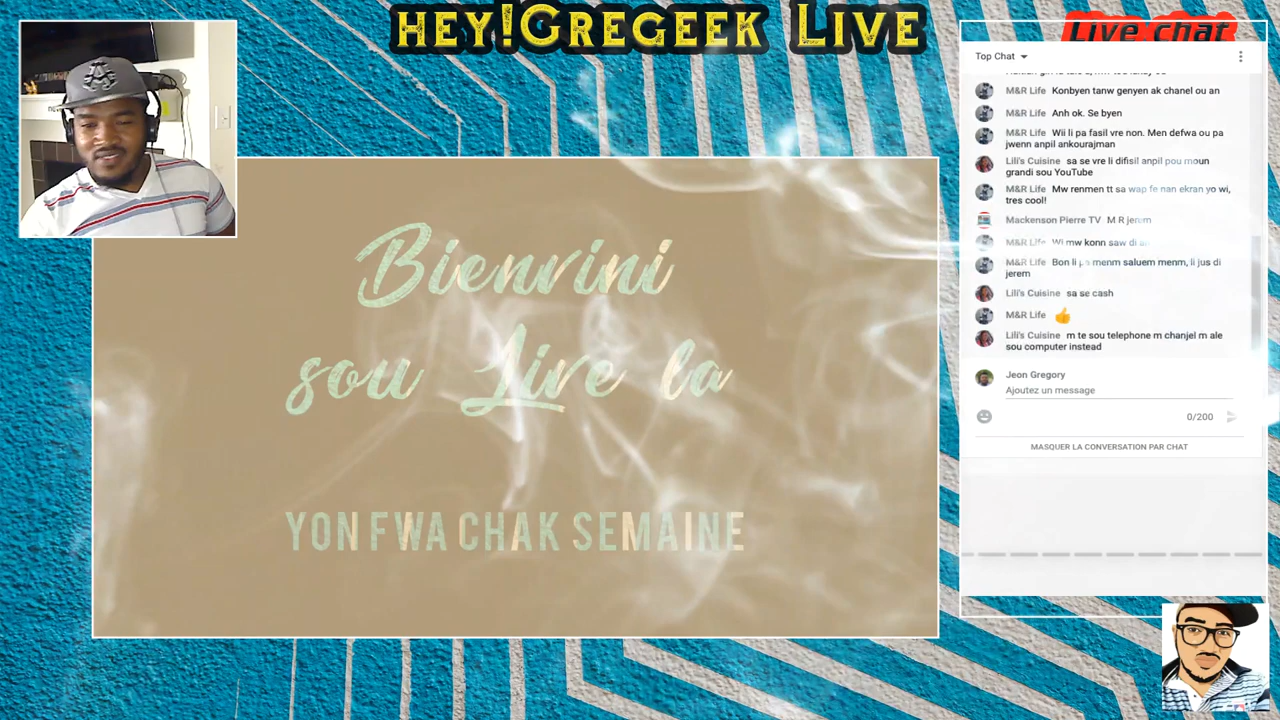 HEY!GREGEEK LIVE
Live chat
Top Chat
M&R Life Konbyen tanw genyen ak chanel ou an
M&R Life Anh ok. Se byen
M&R Life Wii li pa fasil vre non. Men defwa ou pa
jwenn anpil ankourajman
Lili's Cuisine sa se vre li difisil anpil pou moun
grandi sou YouTube
M&R Life Mw renmen tt sa wap fe nan ekran yo wi,
tres cool!
Mackenson Pierre TV M R jerem
M&R Life Wi mw konn saw di
M&R Life Bon li pa menm saluem menm, li jus di
jerem
Lili's Cuisine sa se cash
M&R Life 👍
Lili's Cuisine m te sou telephone m chanjel m ale
sou computer instead
Jeon Gregory
Ajoutez un message
0/200
MASQUER LA CONVERSATION PAR CHAT
Bienvini
sou Live la
YON FWA CHAK SEMAINE